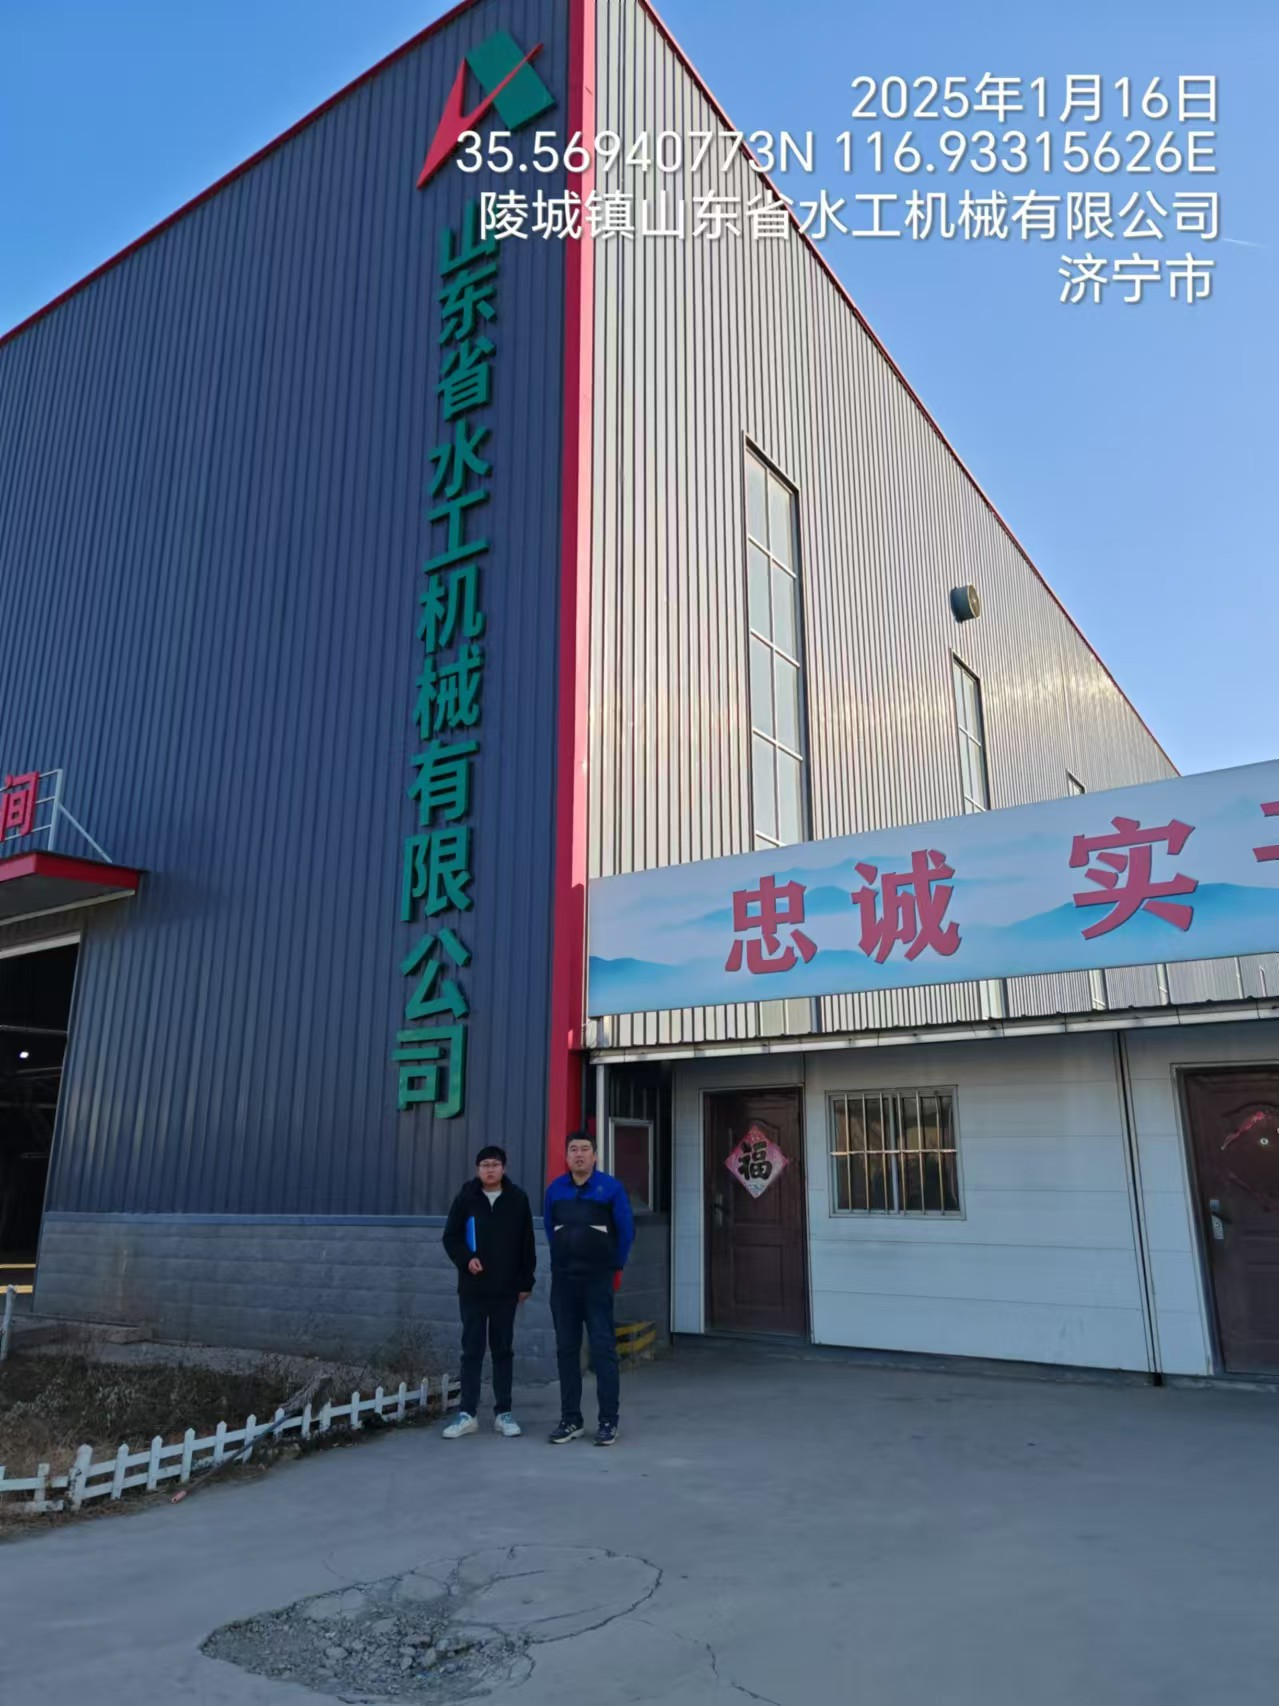 2025年1月16日
35.56940773N 116.93315626E
陵城镇山东省水工机械有限公司
济宁市
山东省水工机械有限公司
间
忠诚 实
福